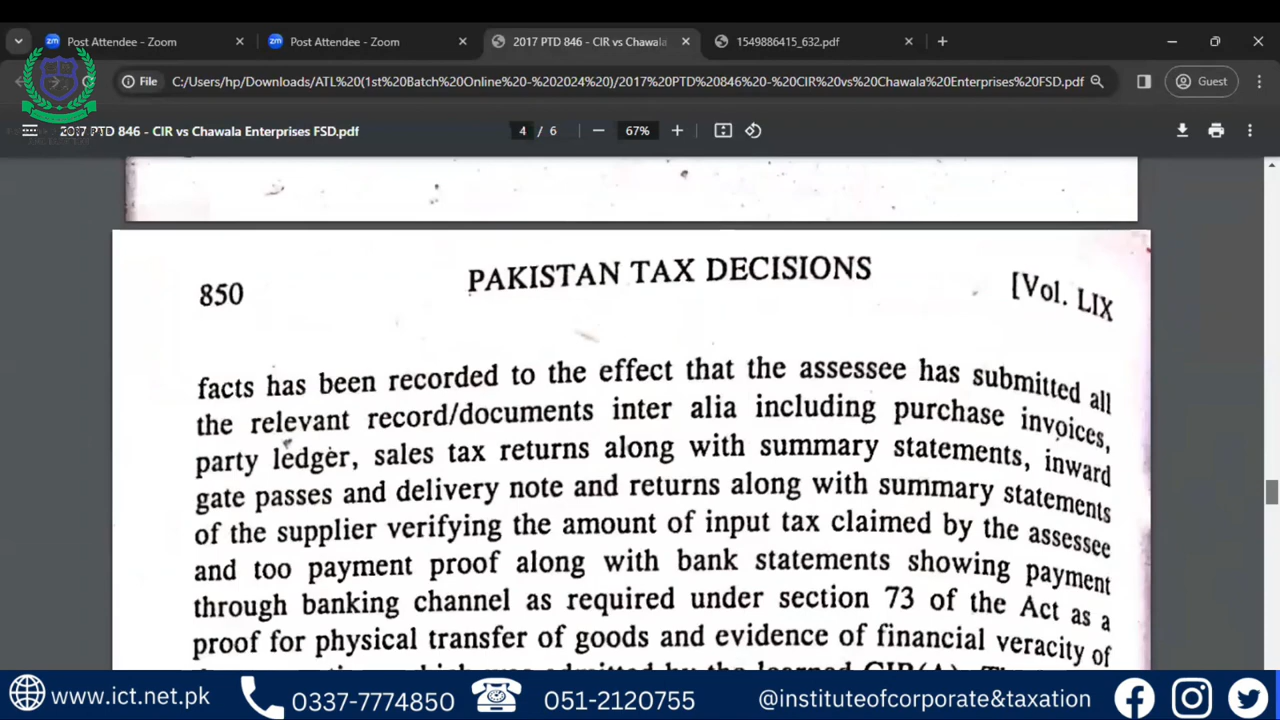 Post Attendee - Zoom
Post Attendee - Zoom
2017 PTD 846 - CIR vs Chawala
1549886415_632.pdf
File
C:/Users/hp/Downloads/ATL%20(1st%20Batch%20Online%20-%202024%20)/2017%20PTD%20846%20-%20CIR%20vs%20Chawala%20Enterprises%20FSD.pdf
Guest
2017 PTD 846 - CIR vs Chawala Enterprises FSD.pdf
4 / 6
67%
850
PAKISTAN TAX DECISIONS
[Vol. LIX
facts has been recorded to the effect that the assessee has submitted all
the relevant record/documents inter alia including purchase invoices,
party ledger, sales tax returns along with summary statements, inward
gate passes and delivery note and returns along with summary statements
of the supplier verifying the amount of input tax claimed by the assessee
and too payment proof along with bank statements showing payment
through banking channel as required under section 73 of the Act as a
proof for physical transfer of goods and evidence of financial veracity of
which was admitted by the learned CIR(A).
www.ict.net.pk
0337-7774850
051-2120755
@instituteofcorporate&taxation